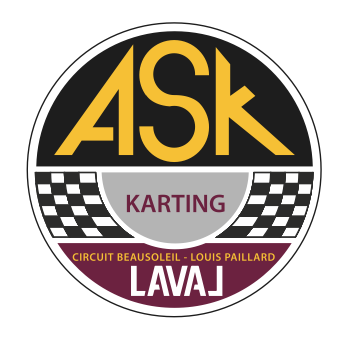 ASK
KARTING
CIRCUIT BEAUSOLEIL - LOUIS PAILLARD
LAVAL